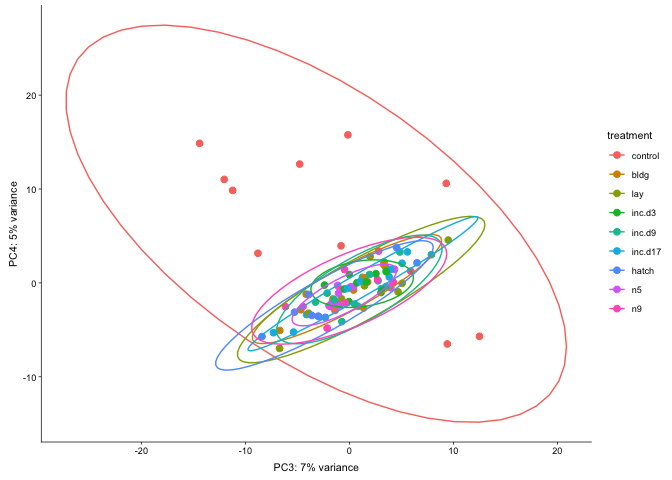 20
10
0
-10
PC4: 5% variance
-20
-10
0
10
20
PC3: 7% variance
treatment
control
bldg
lay
inc.d3
inc.d9
inc.d17
hatch
n5
n9